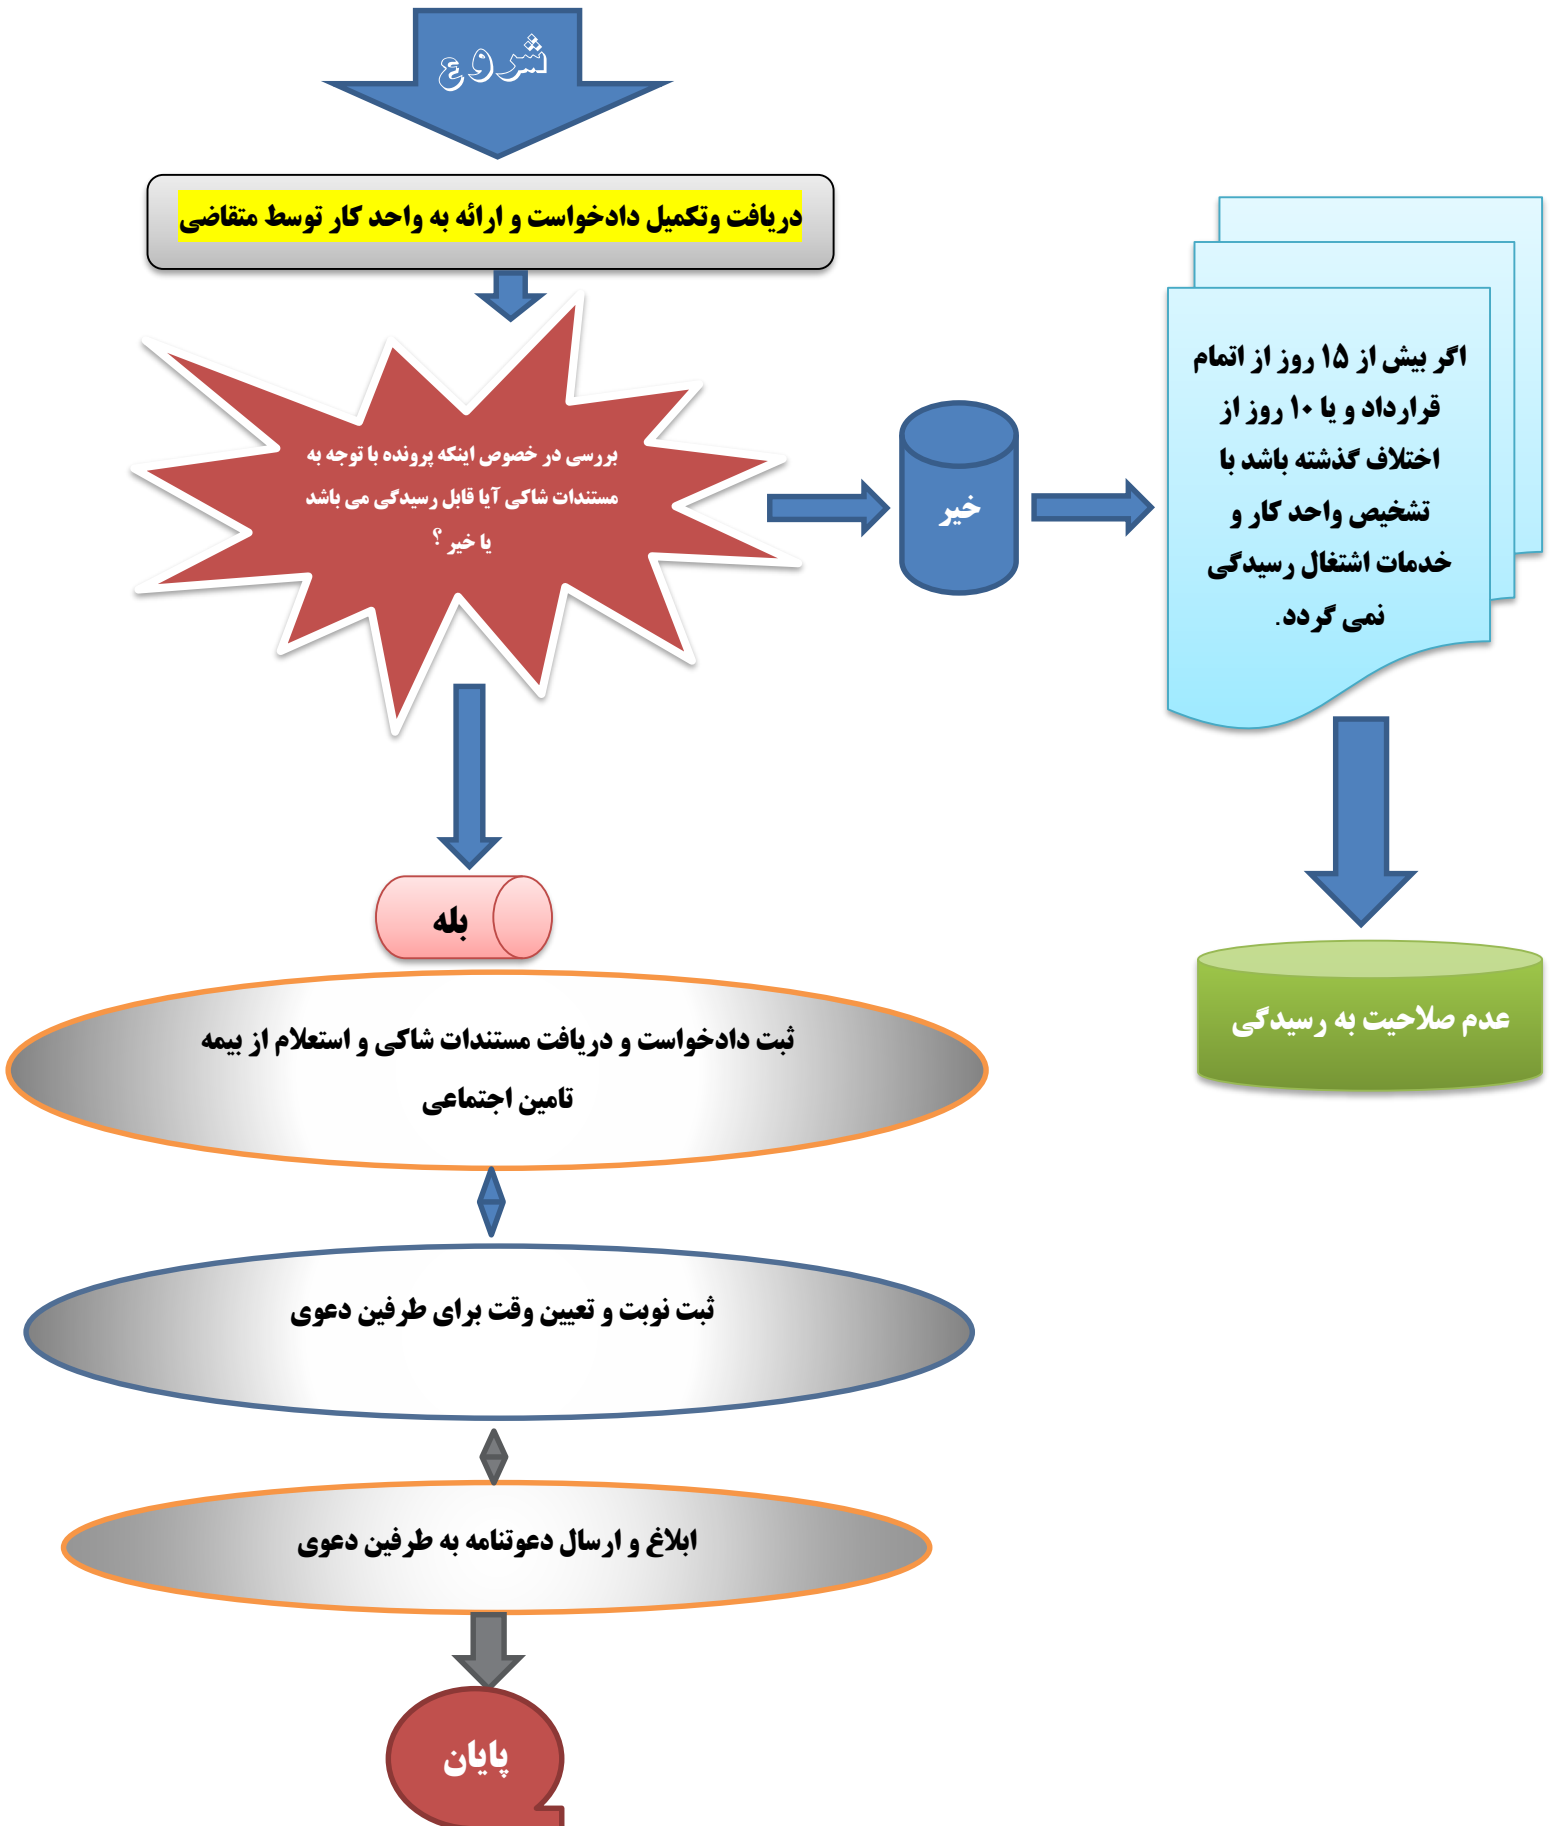 شروع
دریافت وتکمیل دادخواست و ارائه به واحد کار توسط متقاضی
بررسی در خصوص اینکه پرونده با توجه به
مستندات شاکی آیا قابل رسیدگی می باشد
یا خیر ؟
خیر
اگر بیش از ۱۵ روز از اتمام
قرارداد و یا ۱۰ روز از
اختلاف گذشته باشد با
تشخیص واحد کار و
خدمات اشتغال رسیدگی
نمی گردد.
عدم صلاحیت به رسیدگی
بله
ثبت دادخواست و دریافت مستندات شاکی و استعلام از بیمه
تامین اجتماعی
ثبت نوبت و تعیین وقت برای طرفین دعوی
ابلاغ و ارسال دعوتنامه به طرفین دعوی
پایان